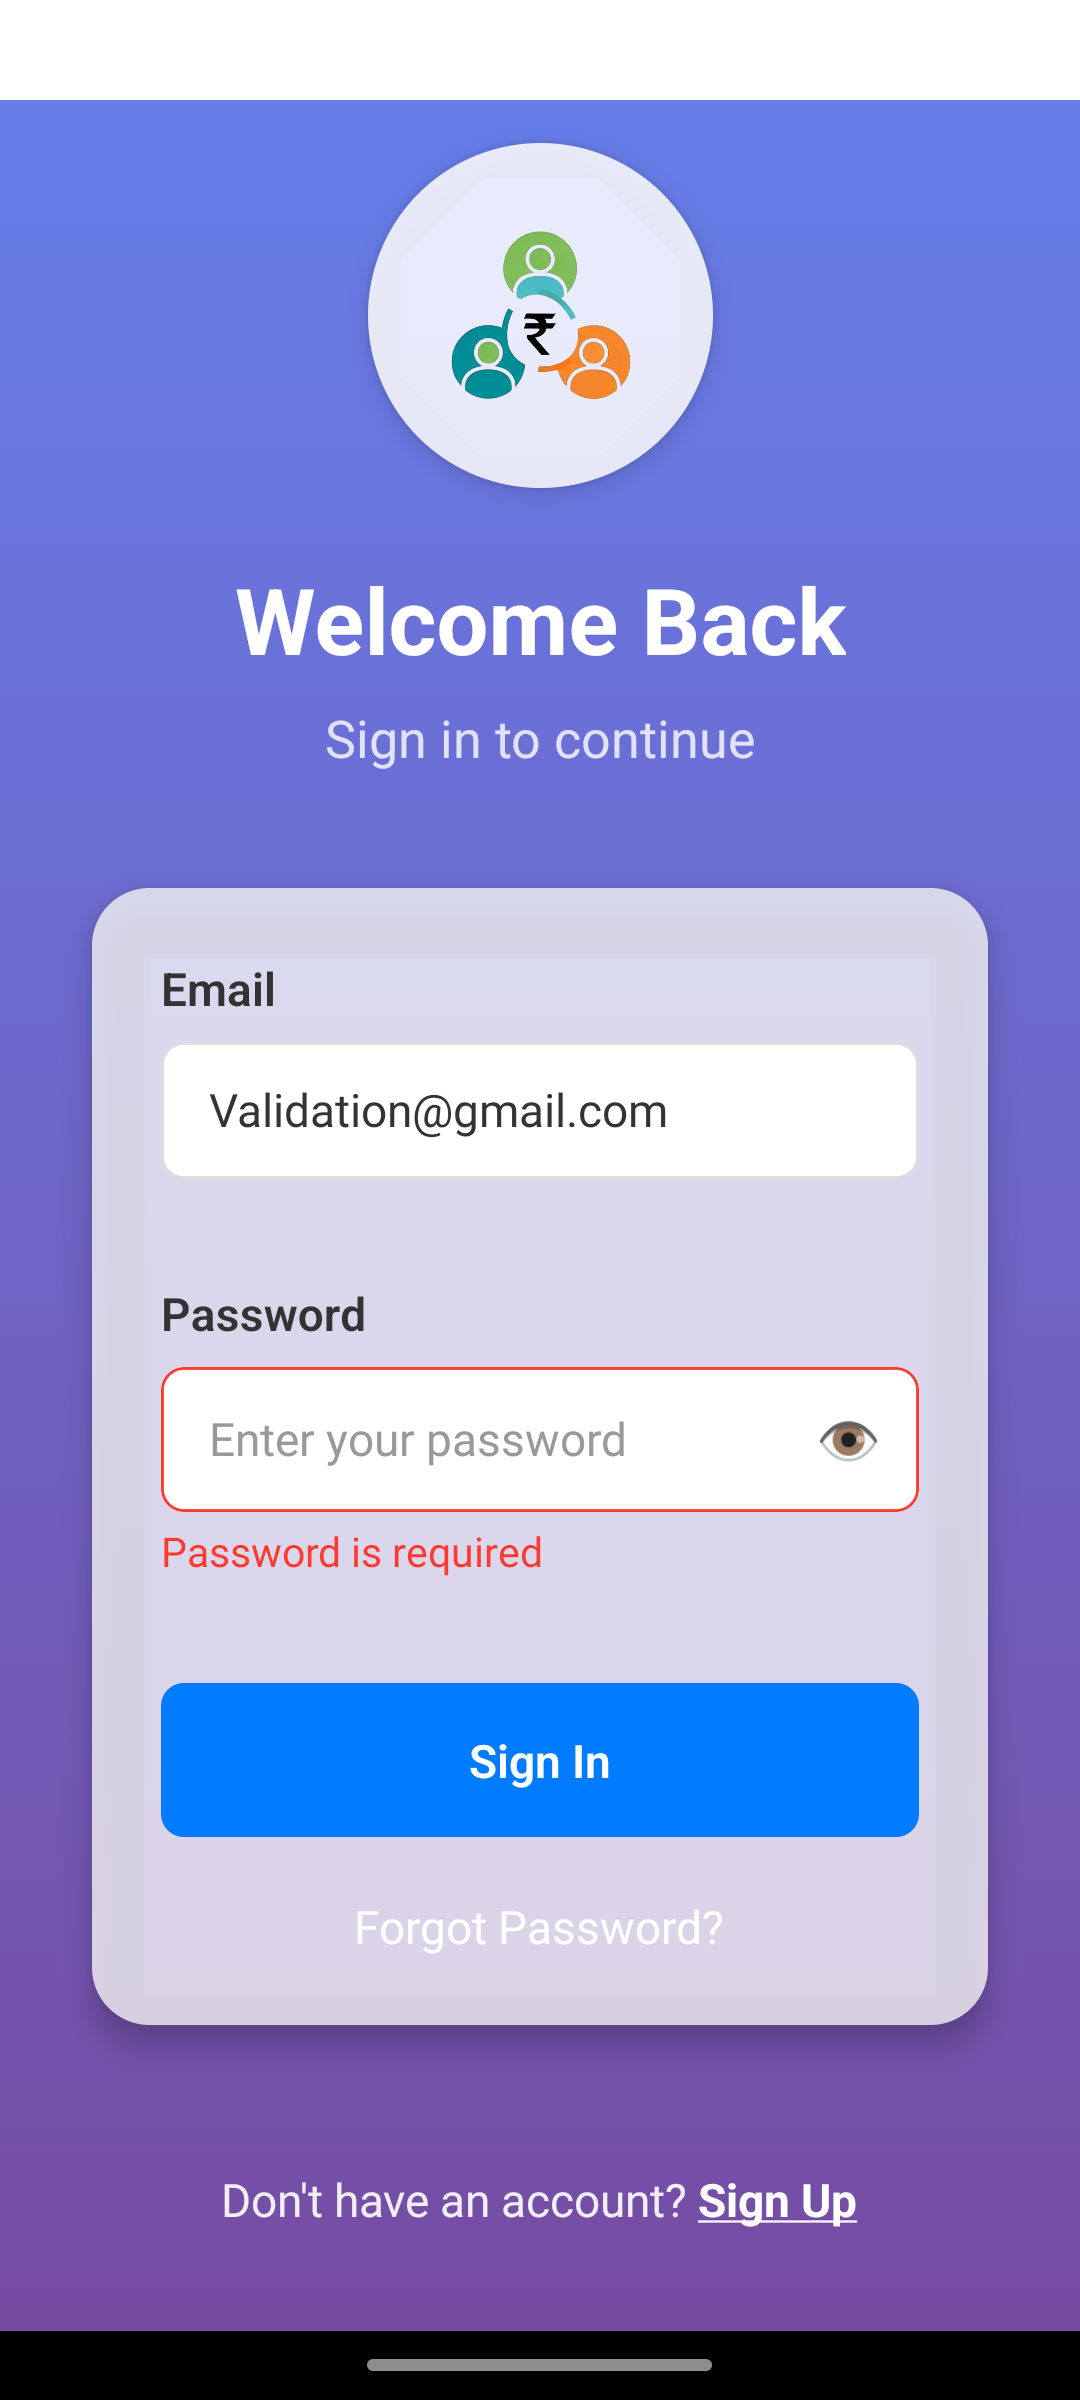 ₹
Welcome Back
Sign in to continue
Email
Validation@gmail.com
Password
Enter your password
Password is required
Sign In
Forgot Password?
Don't have an account? Sign Up